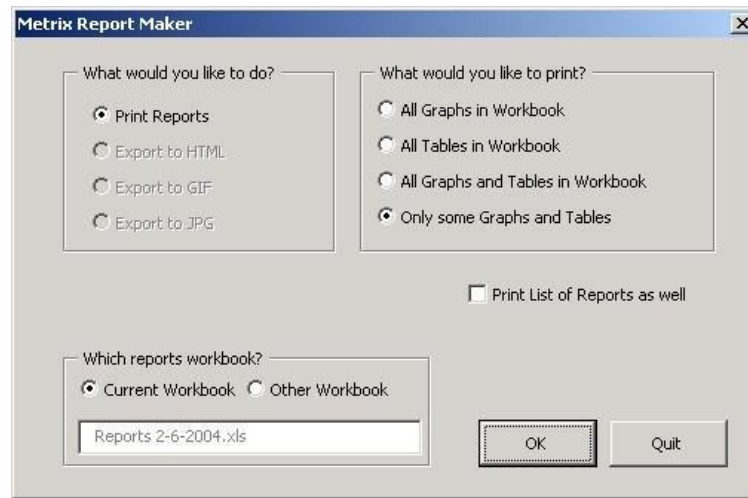 Metrix Report Maker
What would you like to do?
Print Reports
Export to HTML
Export to GIF
Export to JPG
What would you like to print?
All Graphs in Workbook
All Tables in Workbook
All Graphs and Tables in Workbook
Only some Graphs and Tables
Print List of Reports as well
Which reports workbook?
Current Workbook Other Workbook
Reports 2-6-2004.xls
OK Quit